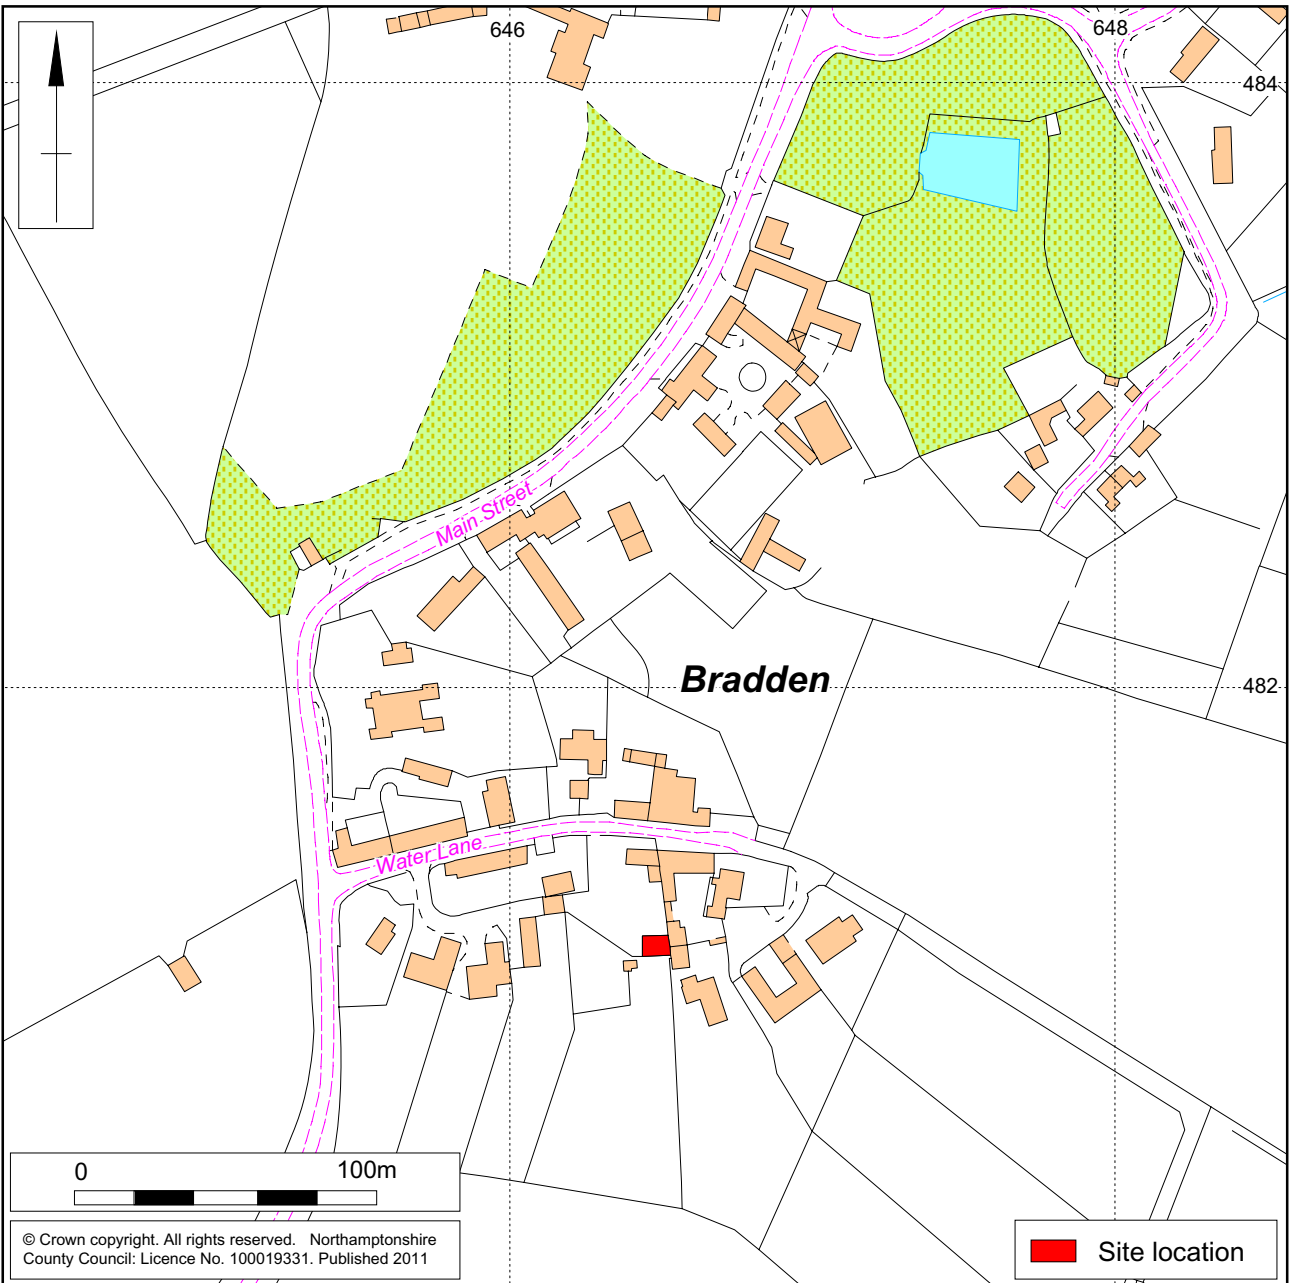 646
648
484
Main Street
Bradden
482
Water Lane
0 100m
© Crown copyright. All rights reserved. Northamptonshire
County Council: Licence No. 100019331. Published 2011
Site location